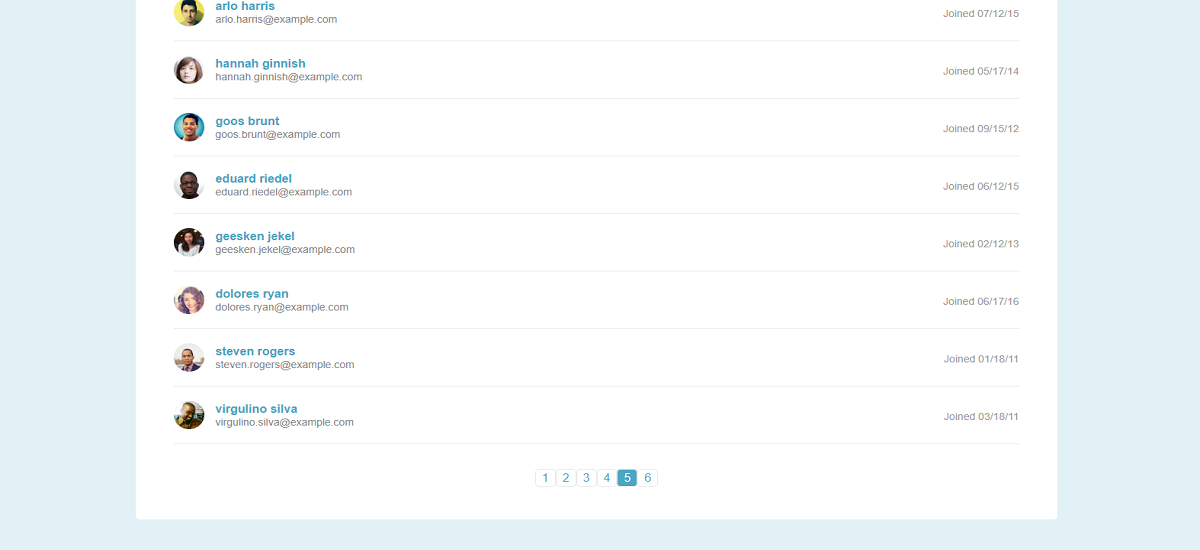 arlo harris
arlo.harris@example.com
Joined 07/12/15
hannah ginnish
hannah.ginnish@example.com
Joined 05/17/14
goos brunt
goos.brunt@example.com
Joined 09/15/12
eduard riedel
eduard.riedel@example.com
Joined 06/12/15
geesken jekel
geesken.jekel@example.com
Joined 02/12/13
dolores ryan
dolores.ryan@example.com
Joined 06/17/16
steven rogers
steven.rogers@example.com
Joined 01/18/11
virgulino silva
virgulino.silva@example.com
Joined 03/18/11
1 2 3 4 5 6